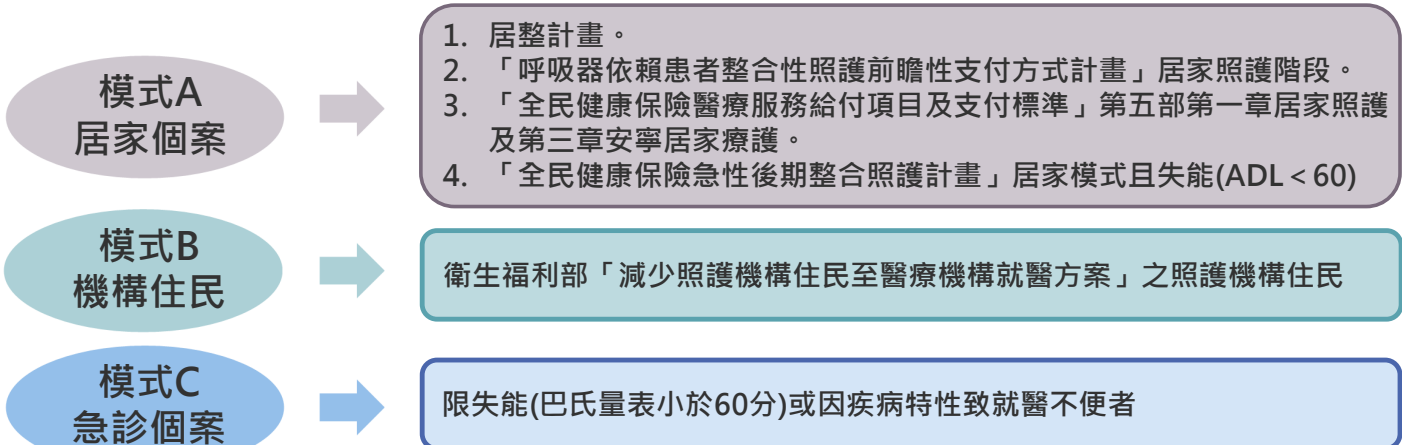 模式A
居家個案
1. 居整計畫。
2. 「呼吸器依賴患者整合性照護前瞻性支付方式計畫」居家照護階段。
3. 「全民健康保險醫療服務給付項目及支付標準」第五部第一章居家照護
及第三章安寧居家療護。
4. 「全民健康保險急性後期整合照護計畫」居家模式且失能(ADL＜60)
模式B
機構住民
衛生福利部「減少照護機構住民至醫療機構就醫方案」之照護機構住民
模式C
急診個案
限失能(巴氏量表小於60分)或因疾病特性致就醫不便者